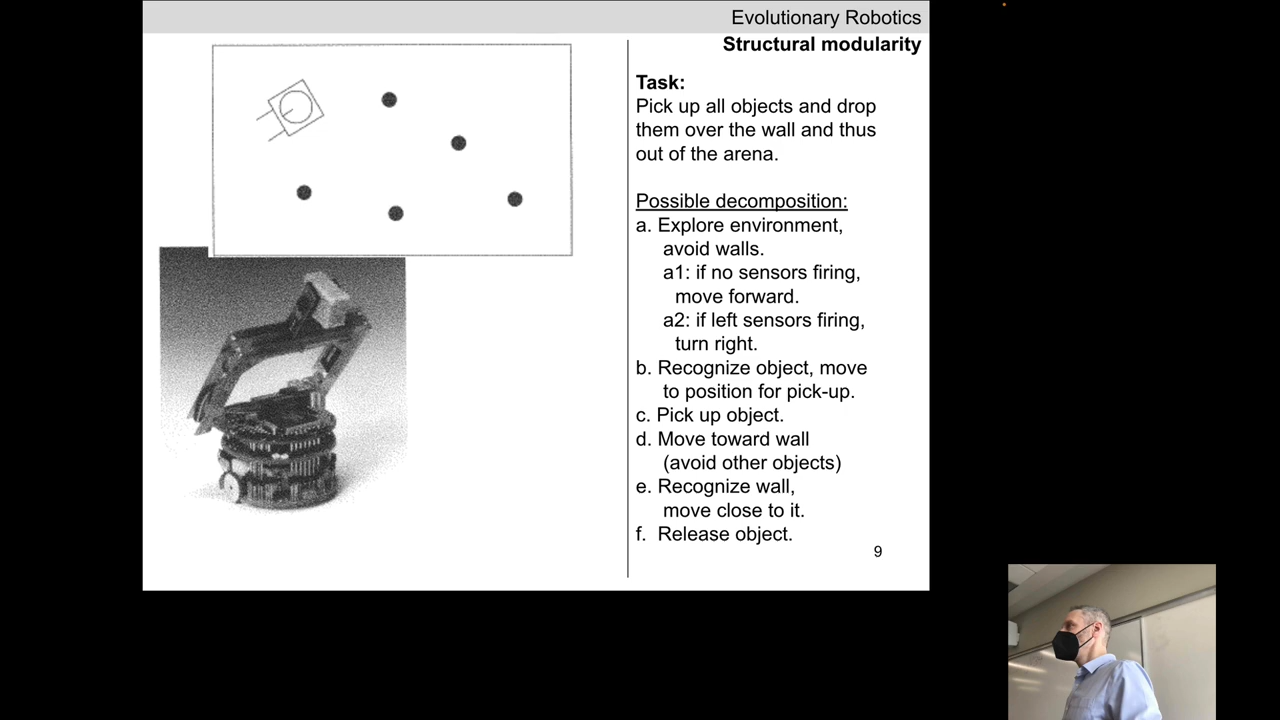 Evolutionary Robotics
Structural modularity
Task:
Pick up all objects and drop
them over the wall and thus
out of the arena.
Possible decomposition:
a. Explore environment,
avoid walls.
a1: if no sensors firing,
move forward.
a2: if left sensors firing,
turn right.
b. Recognize object, move
to position for pick-up.
c. Pick up object.
d. Move toward wall
(avoid other objects)
e. Recognize wall,
move close to it.
f. Release object.
9